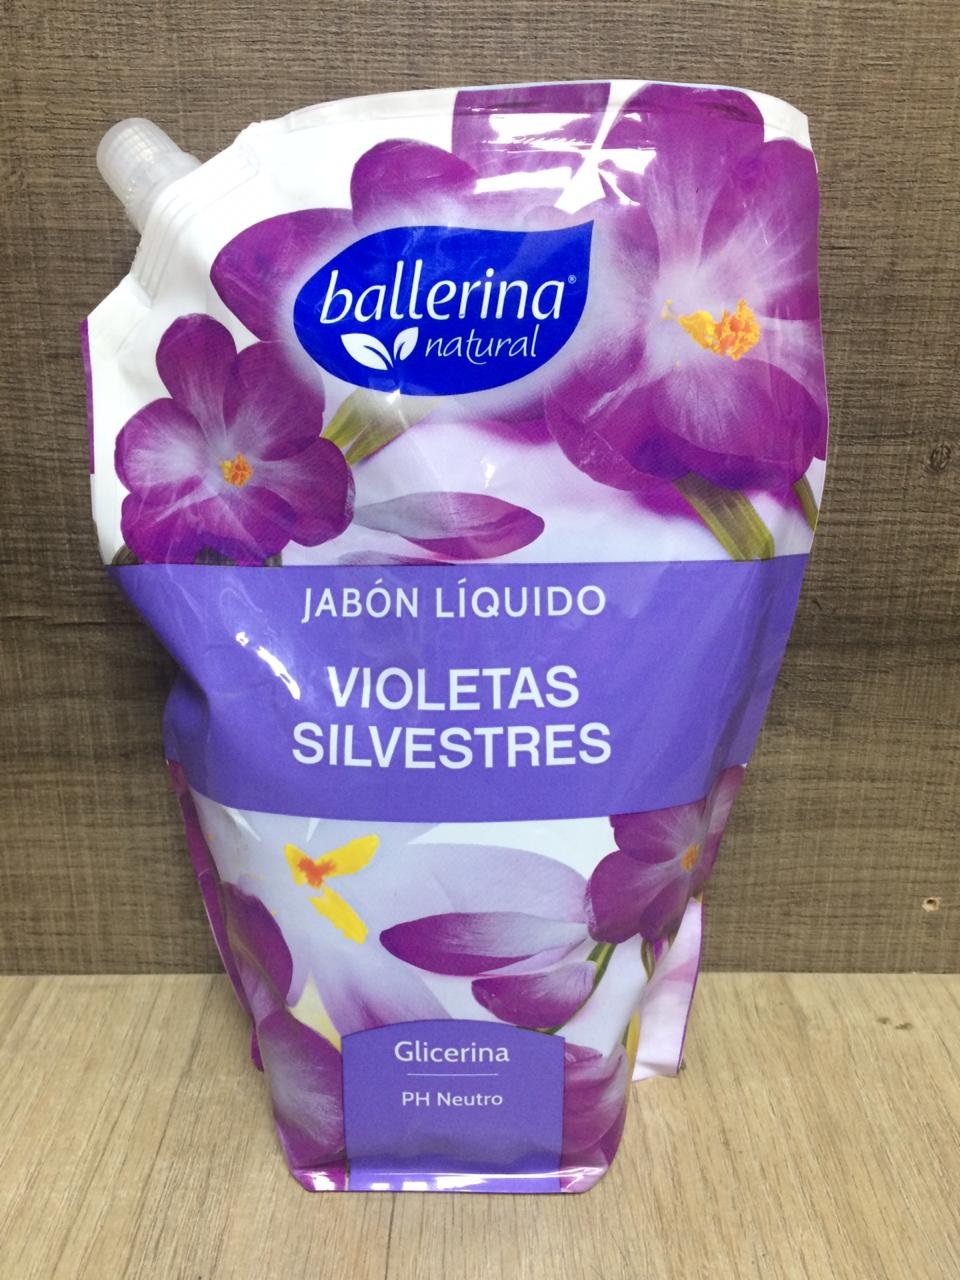 ballerina®
natural
JABÓN LÍQUIDO
VIOLETAS
SILVESTRES
Glicerina
PH Neutro